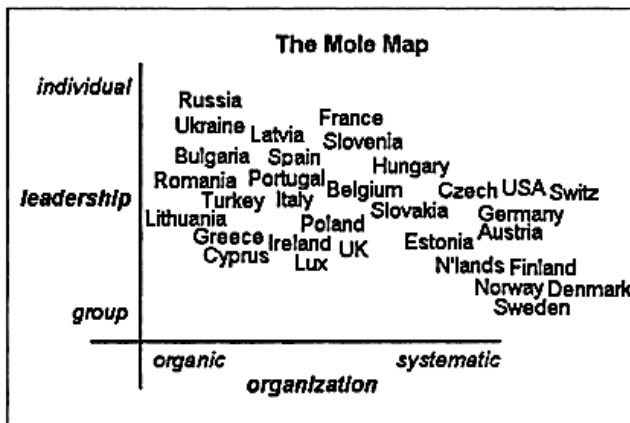 The Mole Map
individual
Russia
France
Ukraine
Latvia
Slovenia
Bulgaria
Spain
Hungary
Romania
Portugal
Belgium
Czech
USA
Switz
leadership
Turkey
Italy
Slovakia
Germany
Lithuania
Poland
Austria
Greece
Ireland
UK
Estonia
Cyprus
Lux
N'lands
Finland
Norway
Denmark
group
Sweden
organic
systematic
organization